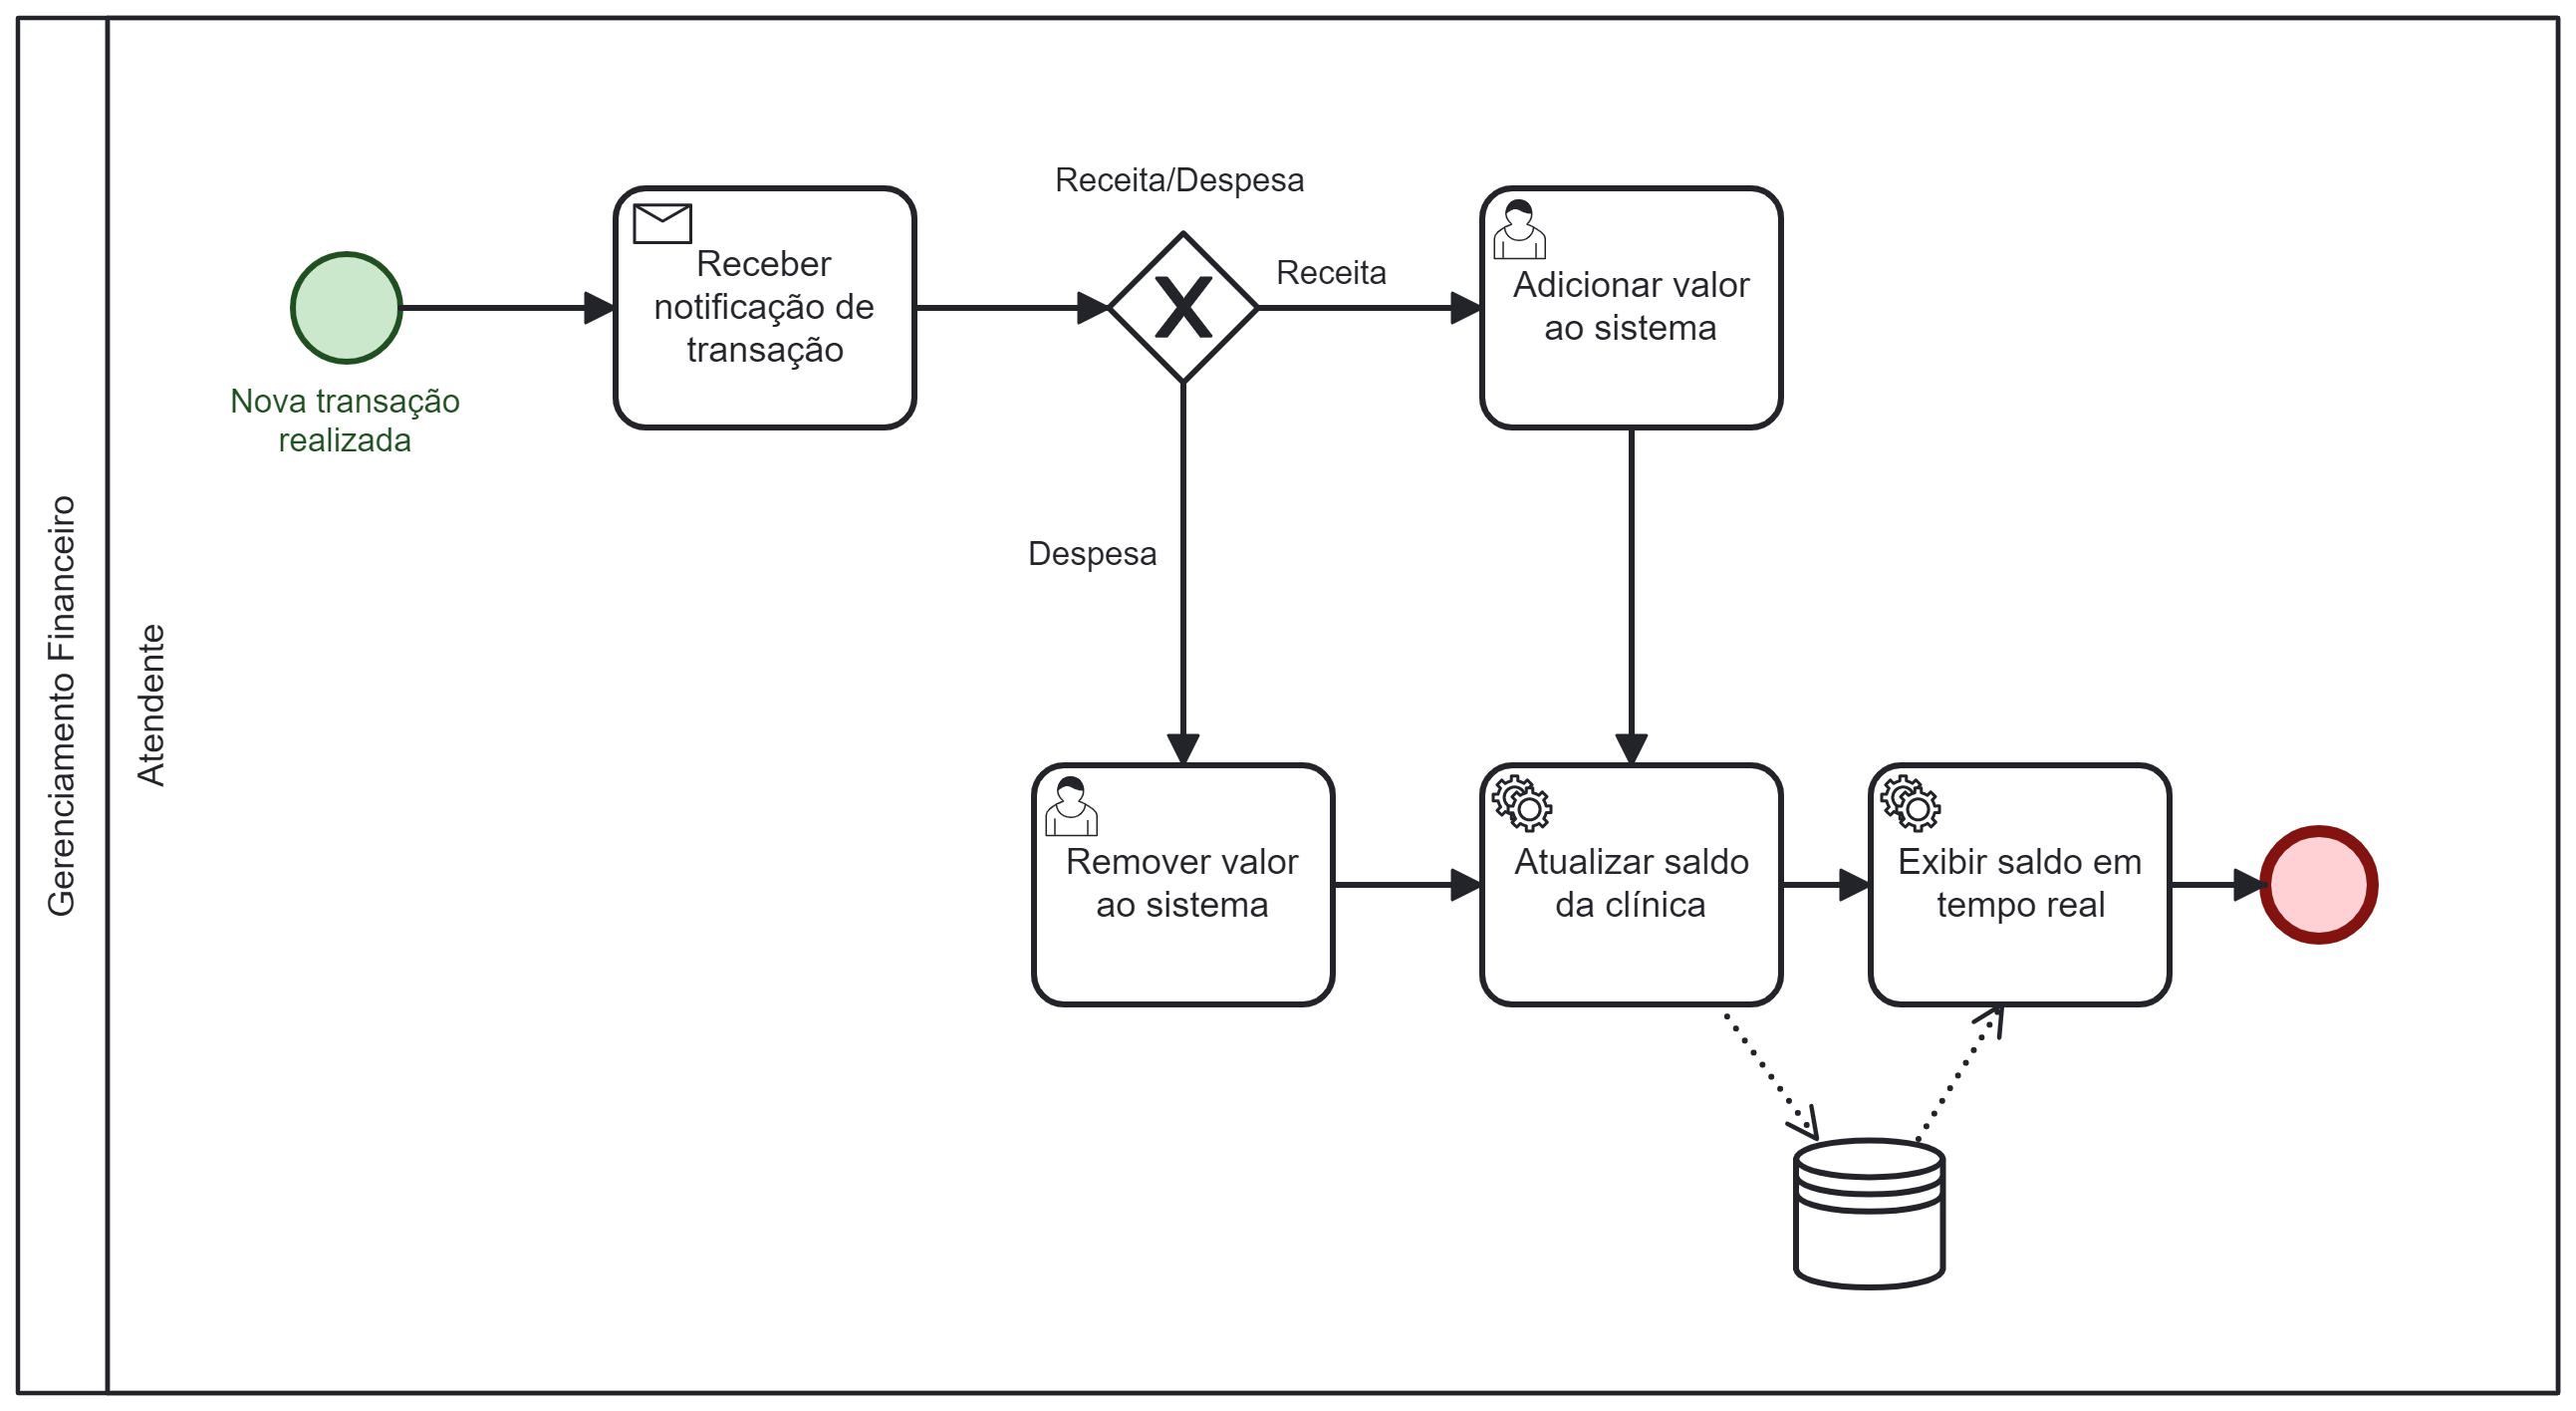 Gerenciamento Financeiro
Atendente
Nova transação
realizada
Receber
notificação de
transação
Receita/Despesa
Receita
Adicionar valor
ao sistema
Despesa
Remover valor
ao sistema
Atualizar saldo
da clínica
Exibir saldo em
tempo real